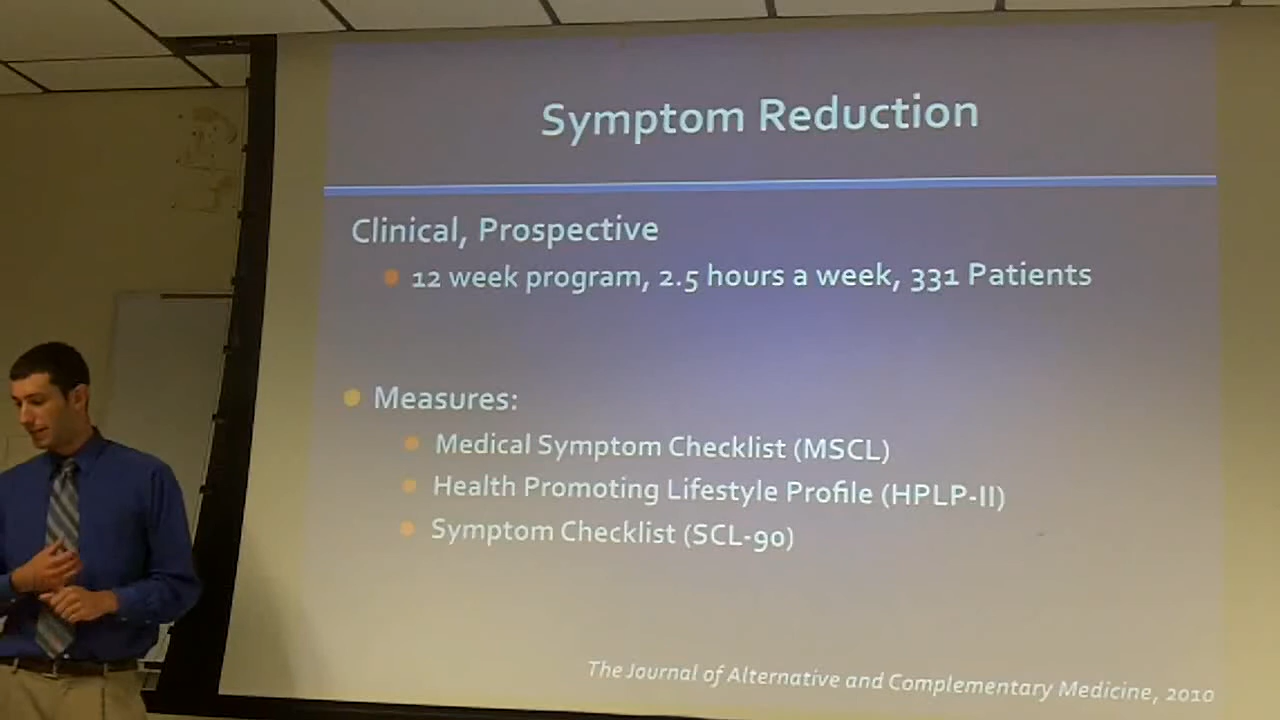 Symptom Reduction
Clinical, Prospective
12 week program, 2.5 hours a week, 331 Patients
Measures:
Medical Symptom Checklist (MSCL)
Health Promoting Lifestyle Profile (HPLP-II)
Symptom Checklist (SCL-90)
The Journal of Alternative and Complementary Medicine, 2010